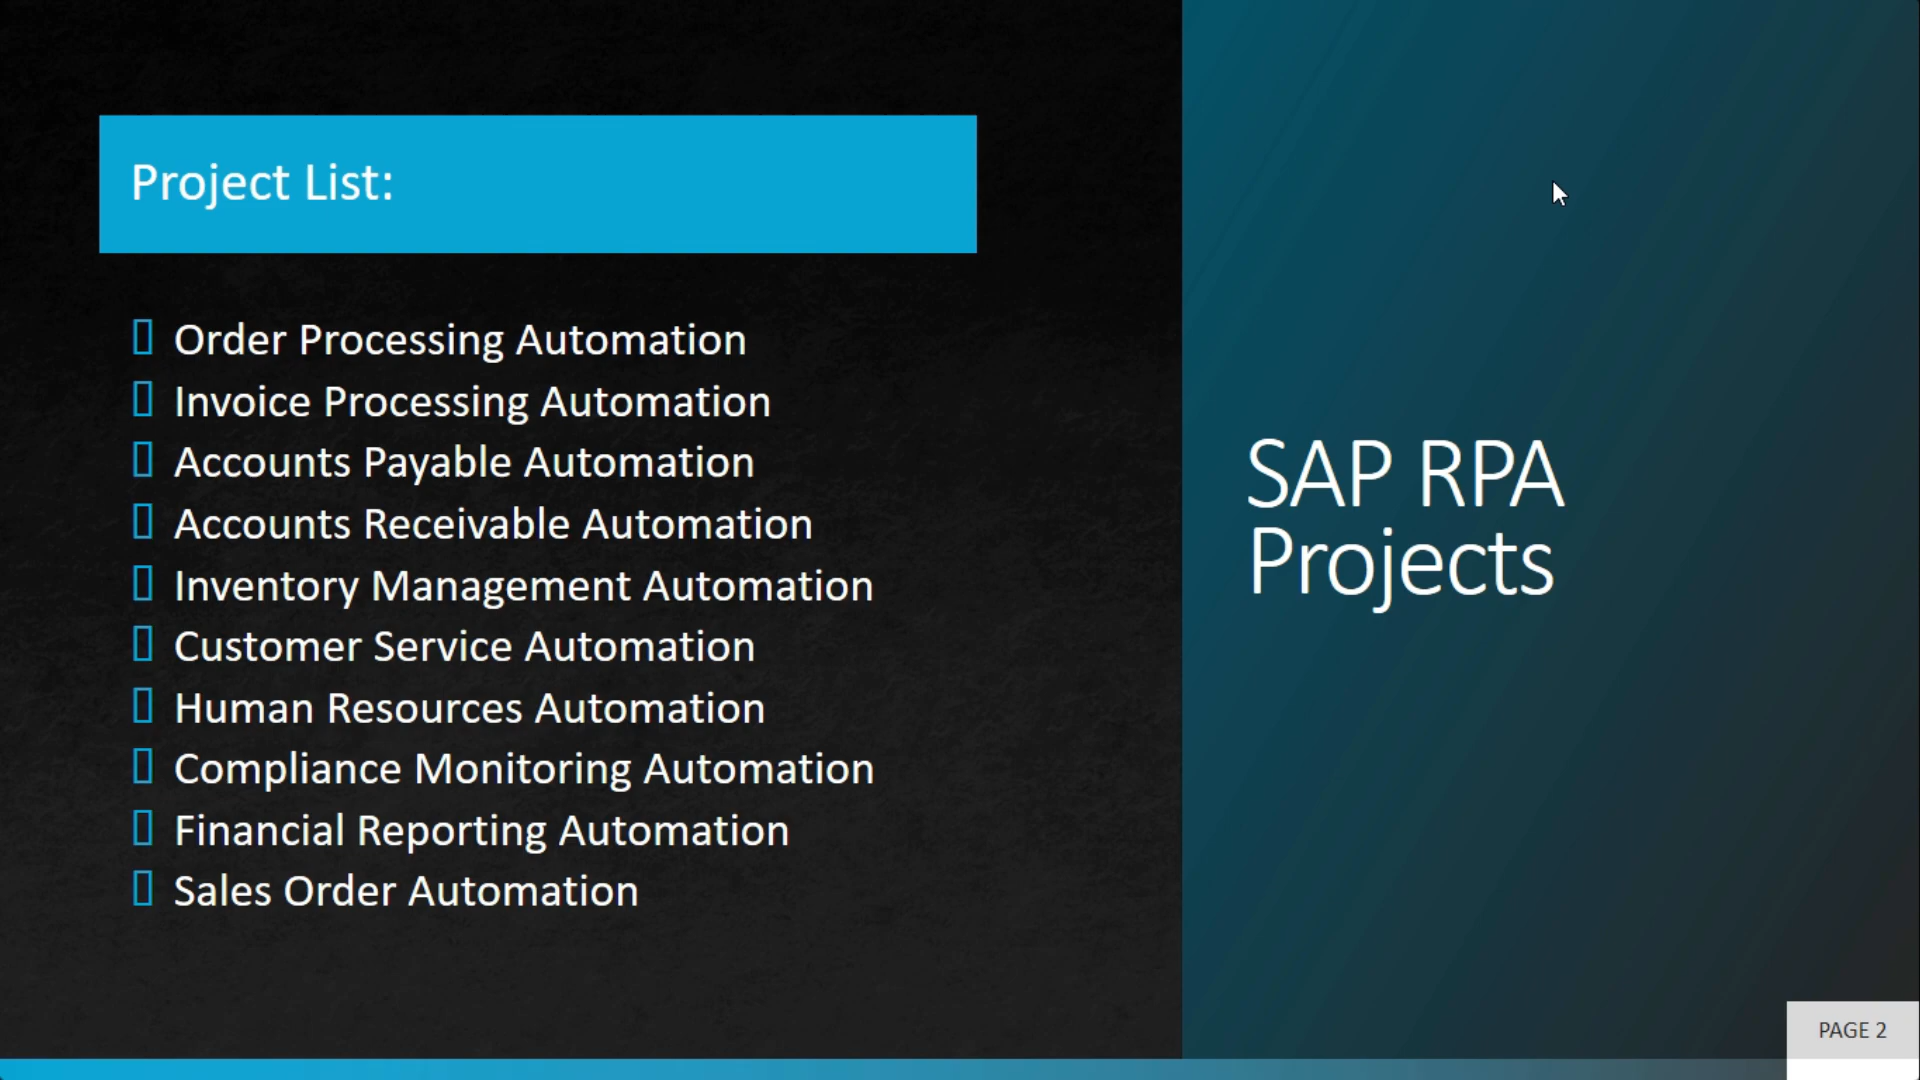 Project List:
Order Processing Automation
Invoice Processing Automation
Accounts Payable Automation
Accounts Receivable Automation
Inventory Management Automation
Customer Service Automation
Human Resources Automation
Compliance Monitoring Automation
Financial Reporting Automation
Sales Order Automation
SAP RPA
Projects
PAGE 2